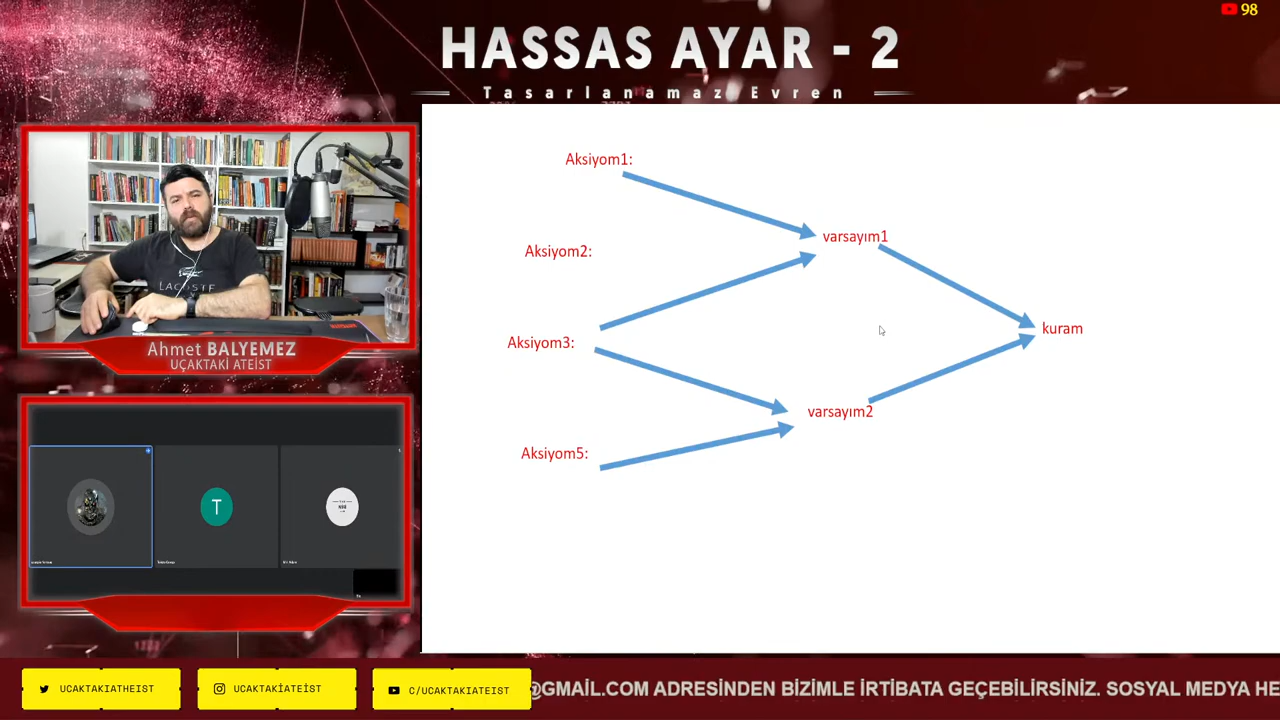 98
HASSAS AYAR - 2
Tasarlanamaz Evren
Aksiyom1:
varsayım1
Aksiyom2:
kuram
Aksiyom3:
varsayım2
Aksiyom5:
LACOSTE
Ahmet BALYEMEZ
UÇAKTAKİ ATEİST
T
UCAKTAKIATHEIST
UCAKTAKİATEİST
C/UCAKTAKIATEIST
@GMAİL.COM ADRESİNDEN BİZİMLE İRTİBATA GEÇEBİLİRSİNİZ. SOSYAL MEDYA HE